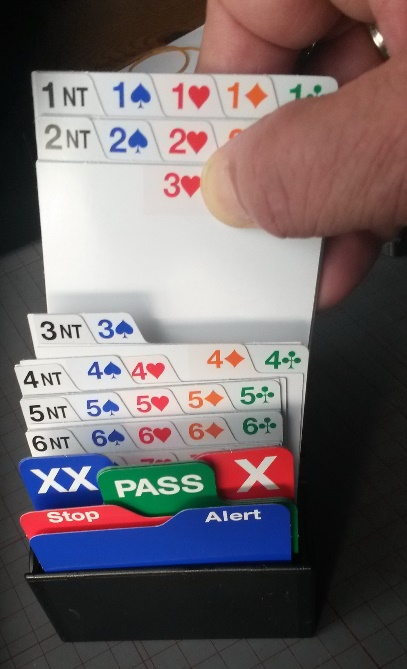 1NT 1♠ 1♥ 1♦ 1♣
2NT 2♠ 2♥
3♥
3NT 3♠
4NT 4♠ 4♥ 4♦ 4♣
5NT 5♠ 5♥ 5♦ 5♣
6NT 6♠ 6♥ 6♦ 6♣
XX PASS X
Stop Alert